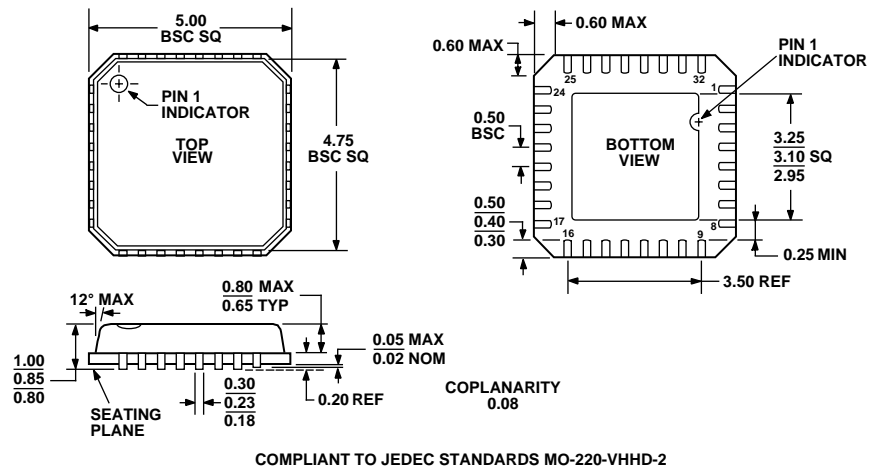 5.00
BSC SQ
PIN 1
INDICATOR
TOP
VIEW
4.75
BSC SQ
0.60 MAX
0.60 MAX
PIN 1
INDICATOR
25
32
24
1
0.50
BSC
BOTTOM
VIEW
3.25
3.10 SQ
2.95
0.50
0.40
0.30
17
16
9
8
0.25 MIN
3.50 REF
12° MAX
0.80 MAX
0.65 TYP
0.05 MAX
0.02 NOM
1.00
0.85
0.80
SEATING
PLANE
0.30
0.23
0.18
0.20 REF
COPLANARITY
0.08
COMPLIANT TO JEDEC STANDARDS MO-220-VHHD-2